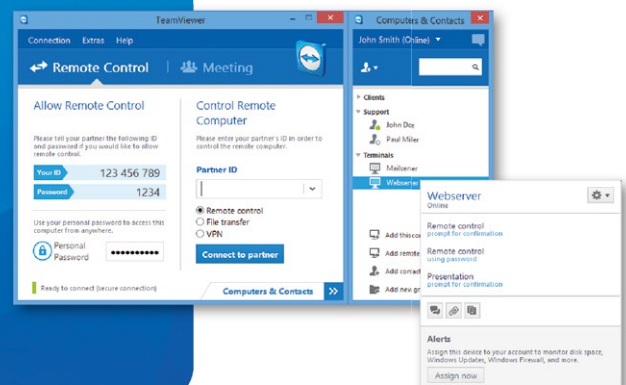 TeamViewer
Connection Extras Help
Remote Control
Meeting
Allow Remote Control
Please tell your partner the following ID
and password if you would like to allow
remote control.
Your ID 123 456 789
Password 1234
Use your personal password to access this
computer from anywhere.
Personal
Password
Ready to connect (secure connection)
Control Remote
Computer
Please enter your partner's ID in order to
control the remote computer.
Partner ID
Remote control
File transfer
VPN
Connect to partner
Computers & Contacts
Computers & Contacts
John Smith (Online)
Clients
Support
John Doe
Paul Miller
Terminals
Mailserver
Webserver
Add this co
Add remote
Add contact
Add new gr
Webserver
Online
Remote control
prompt for confirmation
Remote control
using password
Presentation
prompt for confirmation
Alerts
Assign this device to your account to monitor disk space,
Windows Updates, Windows Firewall, and more.
Assign now